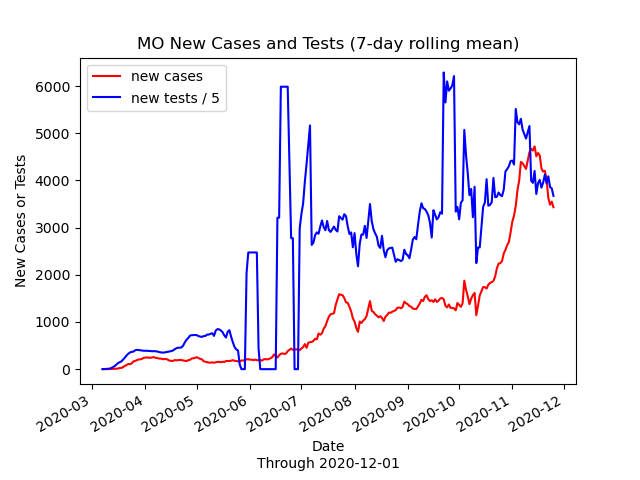 MO New Cases and Tests (7-day rolling mean)
new cases
new tests / 5
New Cases or Tests
6000
5000
4000
3000
2000
1000
0
2020-03
2020-04
2020-05
2020-06
2020-07
2020-08
2020-09
2020-10
2020-11
2020-12
Date
Through 2020-12-01